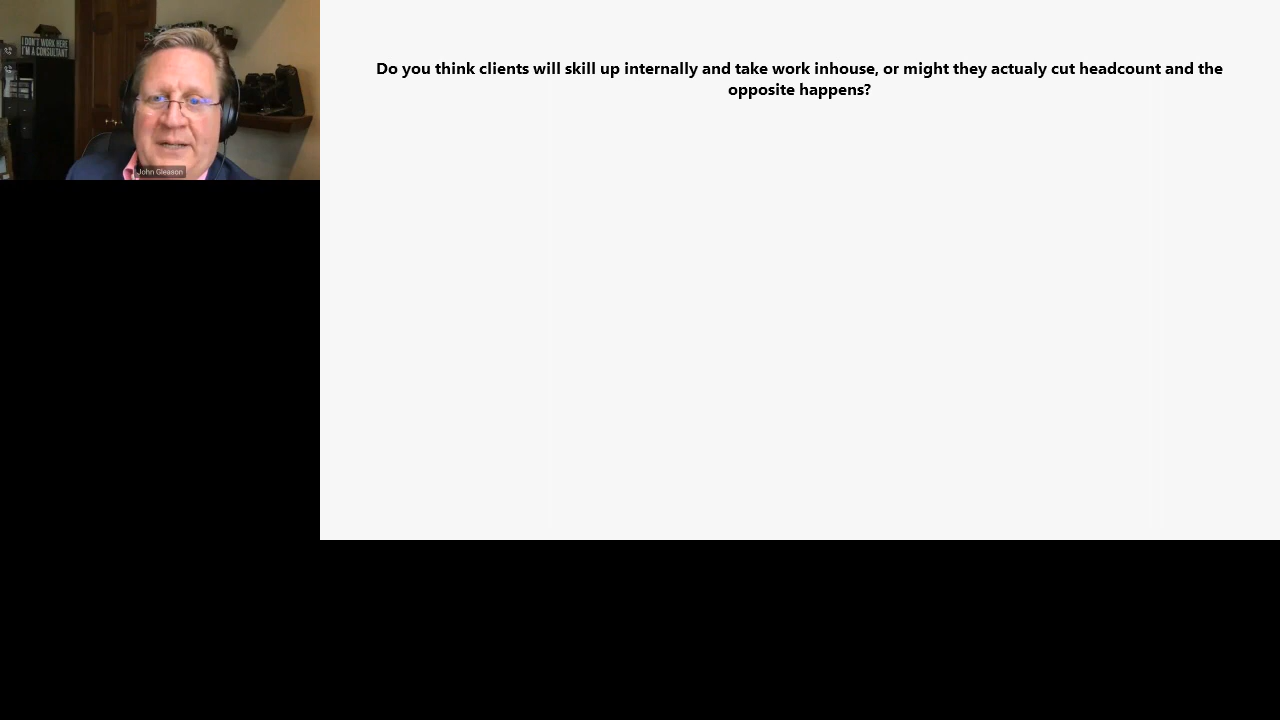 I DON'T WORK HERE
I'M A CONSULTANT
Do you think clients will skill up internally and take work inhouse, or might they actualy cut headcount and the
opposite happens?
John Gleason